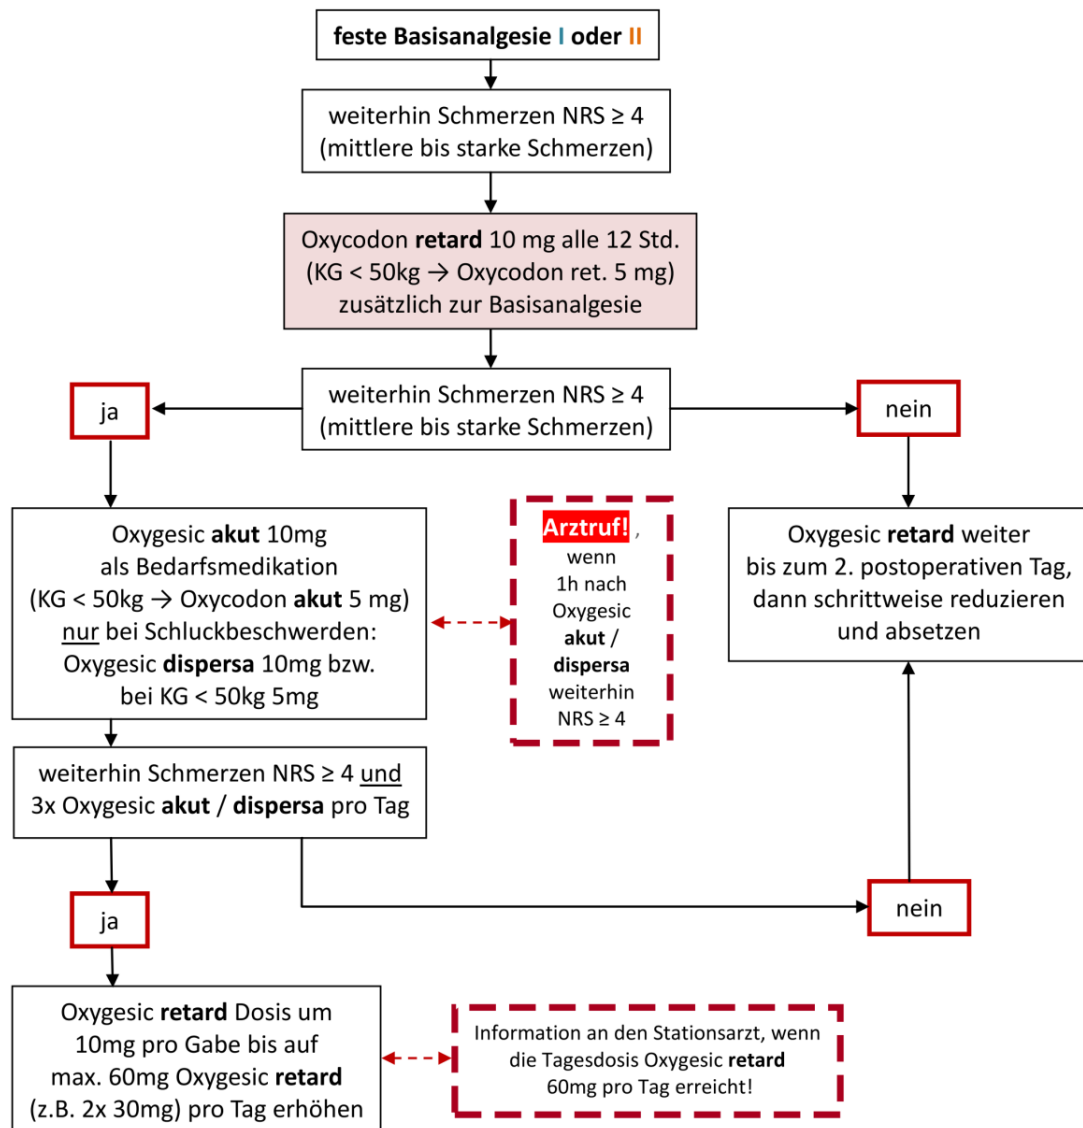 feste Basisanalgesie I oder II
weiterhin Schmerzen NRS ≥ 4
(mittlere bis starke Schmerzen)
Oxycodon retard 10 mg alle 12 Std.
(KG < 50kg → Oxycodon ret. 5 mg)
zusätzlich zur Basisanalgesie
weiterhin Schmerzen NRS ≥ 4
(mittlere bis starke Schmerzen)
ja
nein
Oxygesic akut 10mg
als Bedarfsmedikation
(KG < 50kg → Oxycodon akut 5 mg)
nur bei Schluckbeschwerden:
Oxygesic dispersa 10mg bzw.
bei KG < 50kg 5mg
Arztruf! ,
wenn
1h nach
Oxygesic
akut /
dispersa
weiterhin
NRS ≥ 4
Oxygesic retard weiter
bis zum 2. postoperativen Tag,
dann schrittweise reduzieren
und absetzen
weiterhin Schmerzen NRS ≥ 4 und
3x Oxygesic akut / dispersa pro Tag
ja
nein
Oxygesic retard Dosis um
10mg pro Gabe bis auf
max. 60mg Oxygesic retard
(z.B. 2x 30mg) pro Tag erhöhen
Information an den Stationsarzt, wenn
die Tagesdosis Oxygesic retard
60mg pro Tag erreicht!